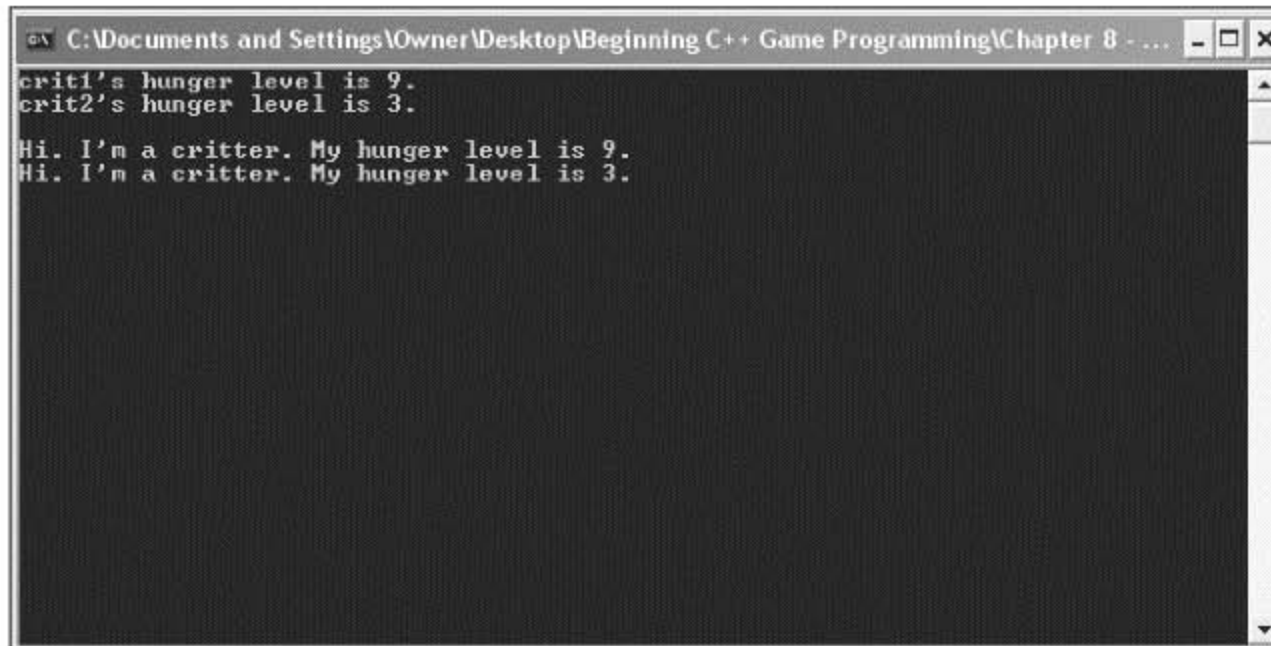 C:\Documents and Settings\Owner\Desktop\Beginning C++ Game Programming\Chapter 8 - ...
crit1's hunger level is 9.
crit2's hunger level is 3.
Hi. I'm a critter. My hunger level is 9.
Hi. I'm a critter. My hunger level is 3.